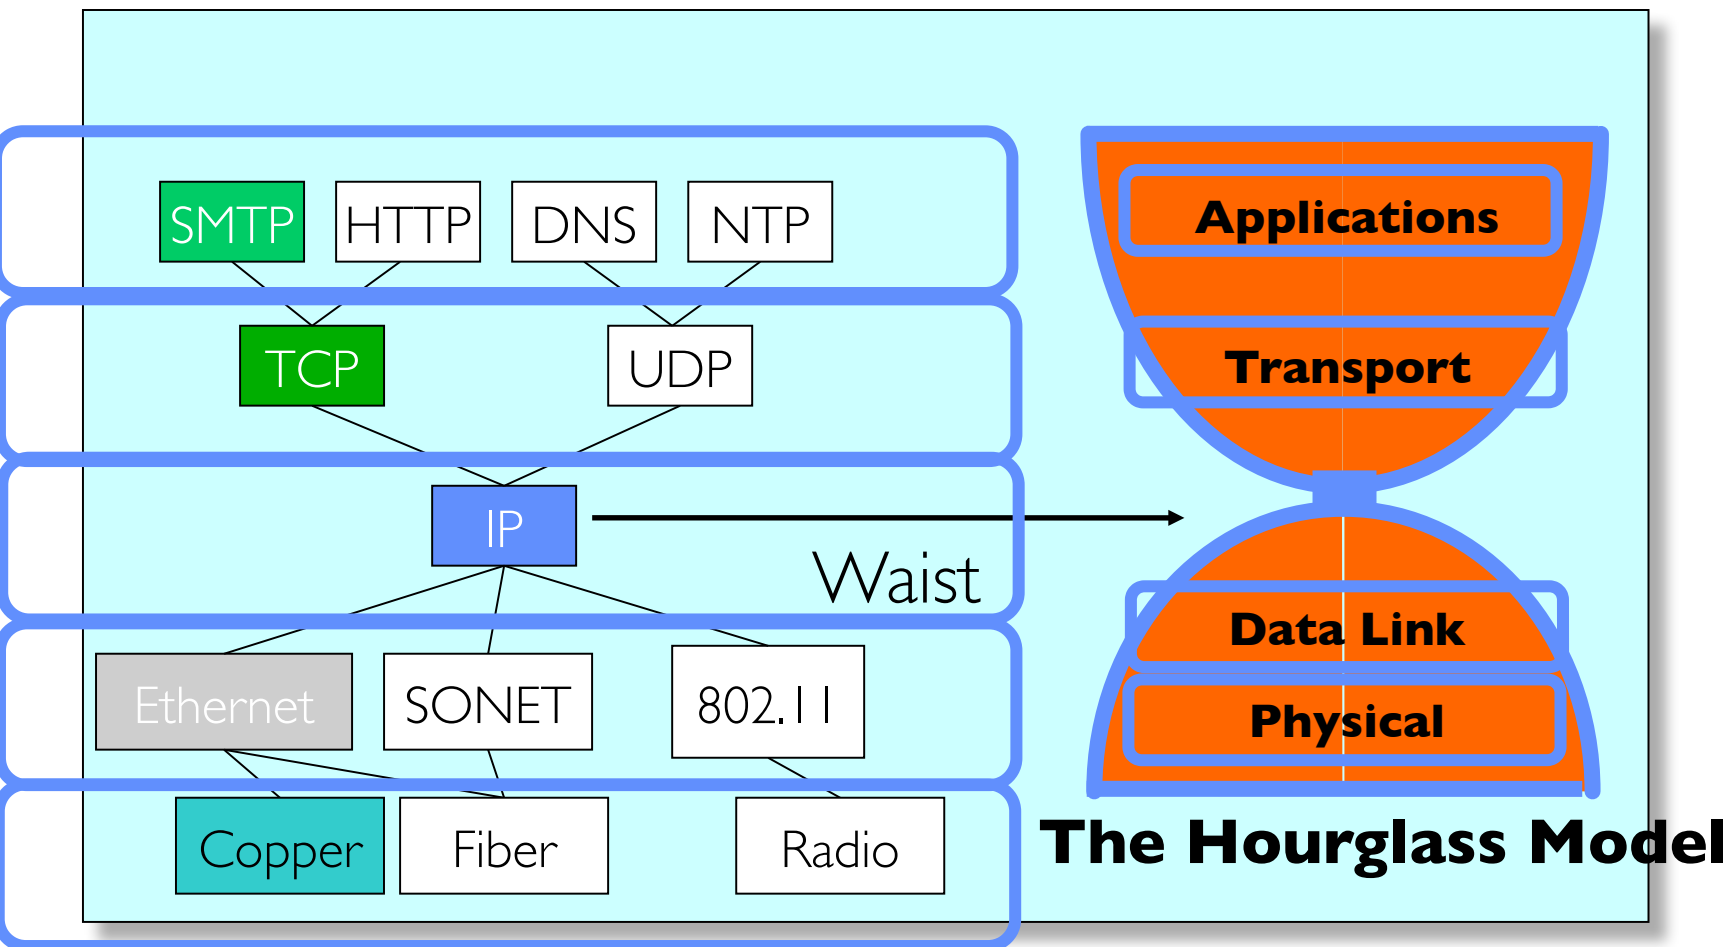 SMTP HTTP DNS NTP
Applications
TCP UDP
Transport
IP
Waist
Data Link
Ethernet SONET 802.11
Physical
Copper Fiber Radio
The Hourglass Model